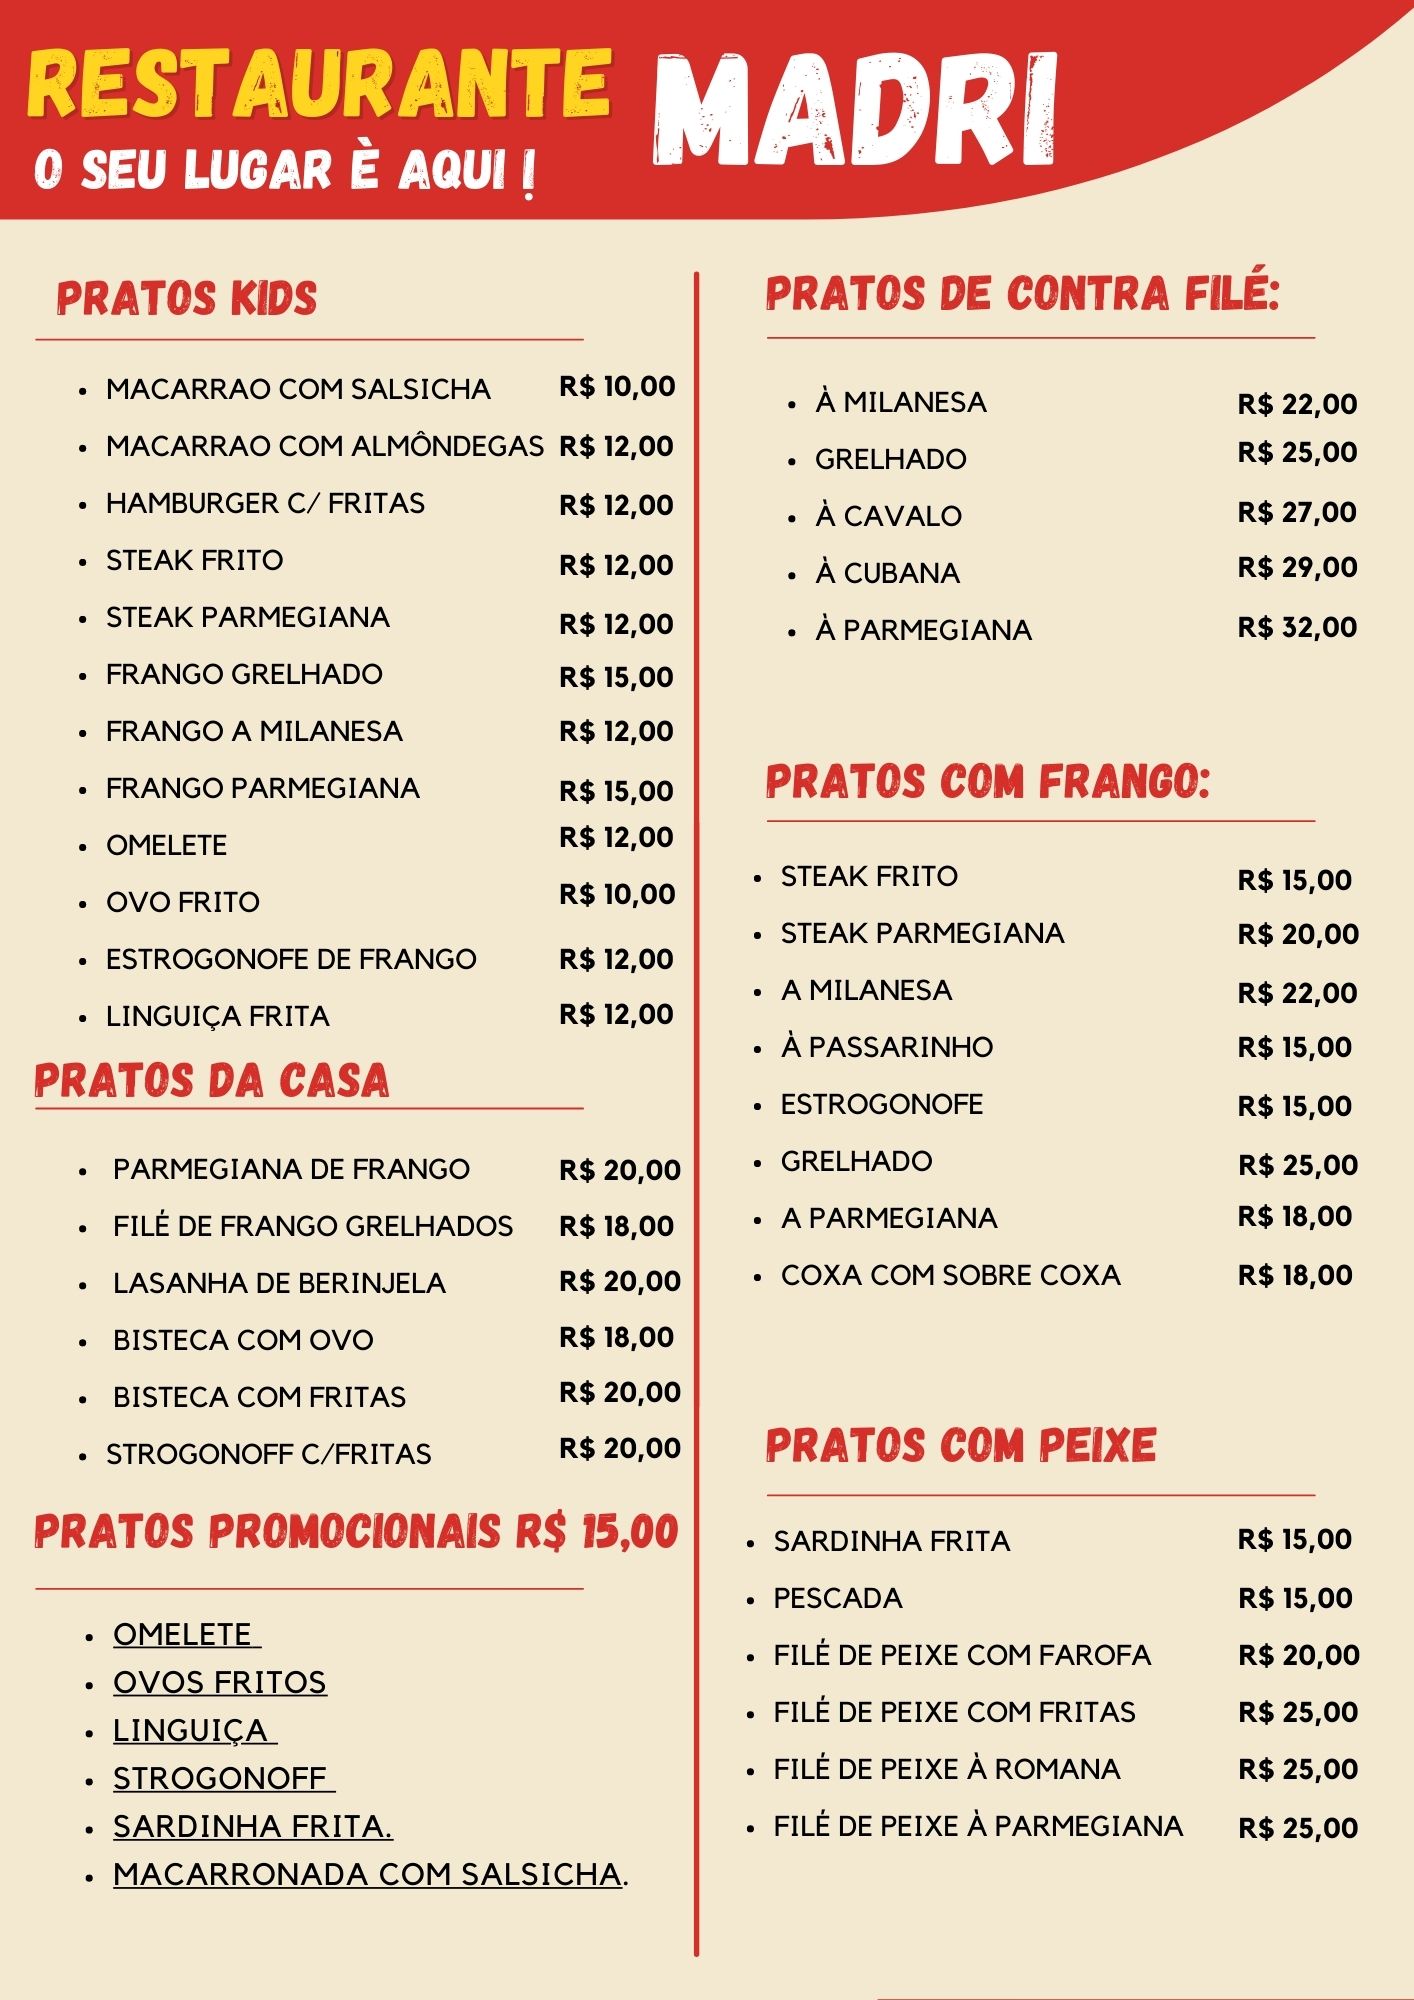 RESTAURANTE MADRI
O SEU LUGAR È AQUI !
PRATOS KIDS
• MACARRAO COM SALSICHA R$ 10,00
• MACARRAO COM ALMÔNDEGAS R$ 12,00
• HAMBURGER C/ FRITAS R$ 12,00
• STEAK FRITO R$ 12,00
• STEAK PARMEGIANA R$ 12,00
• FRANGO GRELHADO R$ 15,00
• FRANGO A MILANESA R$ 12,00
• FRANGO PARMEGIANA R$ 15,00
• OMELETE R$ 12,00
• OVO FRITO R$ 10,00
• ESTROGONOFE DE FRANGO R$ 12,00
• LINGUIÇA FRITA R$ 12,00
PRATOS DA CASA
• PARMEGIANA DE FRANGO R$ 20,00
• FILÉ DE FRANGO GRELHADOS R$ 18,00
• LASANHA DE BERINJELA R$ 20,00
• BISTECA COM OVO R$ 18,00
• BISTECA COM FRITAS R$ 20,00
• STROGONOFF C/FRITAS R$ 20,00
PRATOS PROMOCIONAIS R$ 15,00
• OMELETE
• OVOS FRITOS
• LINGUIÇA
• STROGONOFF
• SARDINHA FRITA.
• MACARRONADA COM SALSICHA.
PRATOS DE CONTRA FILÉ:
• À MILANESA R$ 22,00
• GRELHADO R$ 25,00
• À CAVALO R$ 27,00
• À CUBANA R$ 29,00
• À PARMEGIANA R$ 32,00
PRATOS COM FRANGO:
• STEAK FRITO R$ 15,00
• STEAK PARMEGIANA R$ 20,00
• A MILANESA R$ 22,00
• À PASSARINHO R$ 15,00
• ESTROGONOFE R$ 15,00
• GRELHADO R$ 25,00
• A PARMEGIANA R$ 18,00
• COXA COM SOBRE COXA R$ 18,00
PRATOS COM PEIXE
• SARDINHA FRITA R$ 15,00
• PESCADA R$ 15,00
• FILÉ DE PEIXE COM FAROFA R$ 20,00
• FILÉ DE PEIXE COM FRITAS R$ 25,00
• FILÉ DE PEIXE À ROMANA R$ 25,00
• FILÉ DE PEIXE À PARMEGIANA R$ 25,00